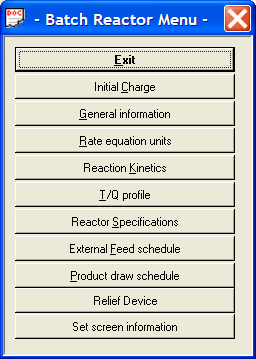 - Batch Reactor Menu -
Exit
Initial Charge
General information
Rate equation units
Reaction Kinetics
T/Q profile
Reactor Specifications
External Feed schedule
Product draw schedule
Relief Device
Set screen information